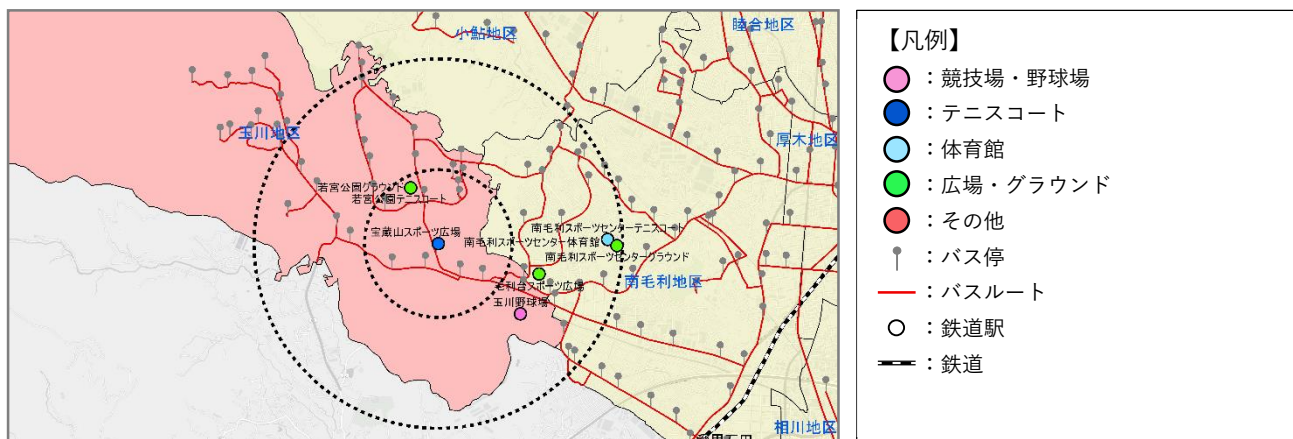 小鮎地区
睦合地区
玉川地区
厚木地区
若宮公園グラウンド
若宮公園テニスコート
宝蔵山スポーツ広場
南毛利スポーツセンターテニスコート
南毛利スポーツセンター体育館
南毛利スポーツセンターグラウンド
南毛利地区
毛利台スポーツ広場
玉川野球場
相川地区
【凡例】
：競技場・野球場
：テニスコート
：体育館
：広場・グラウンド
：その他
：バス停
：バスルート
：鉄道駅
：鉄道